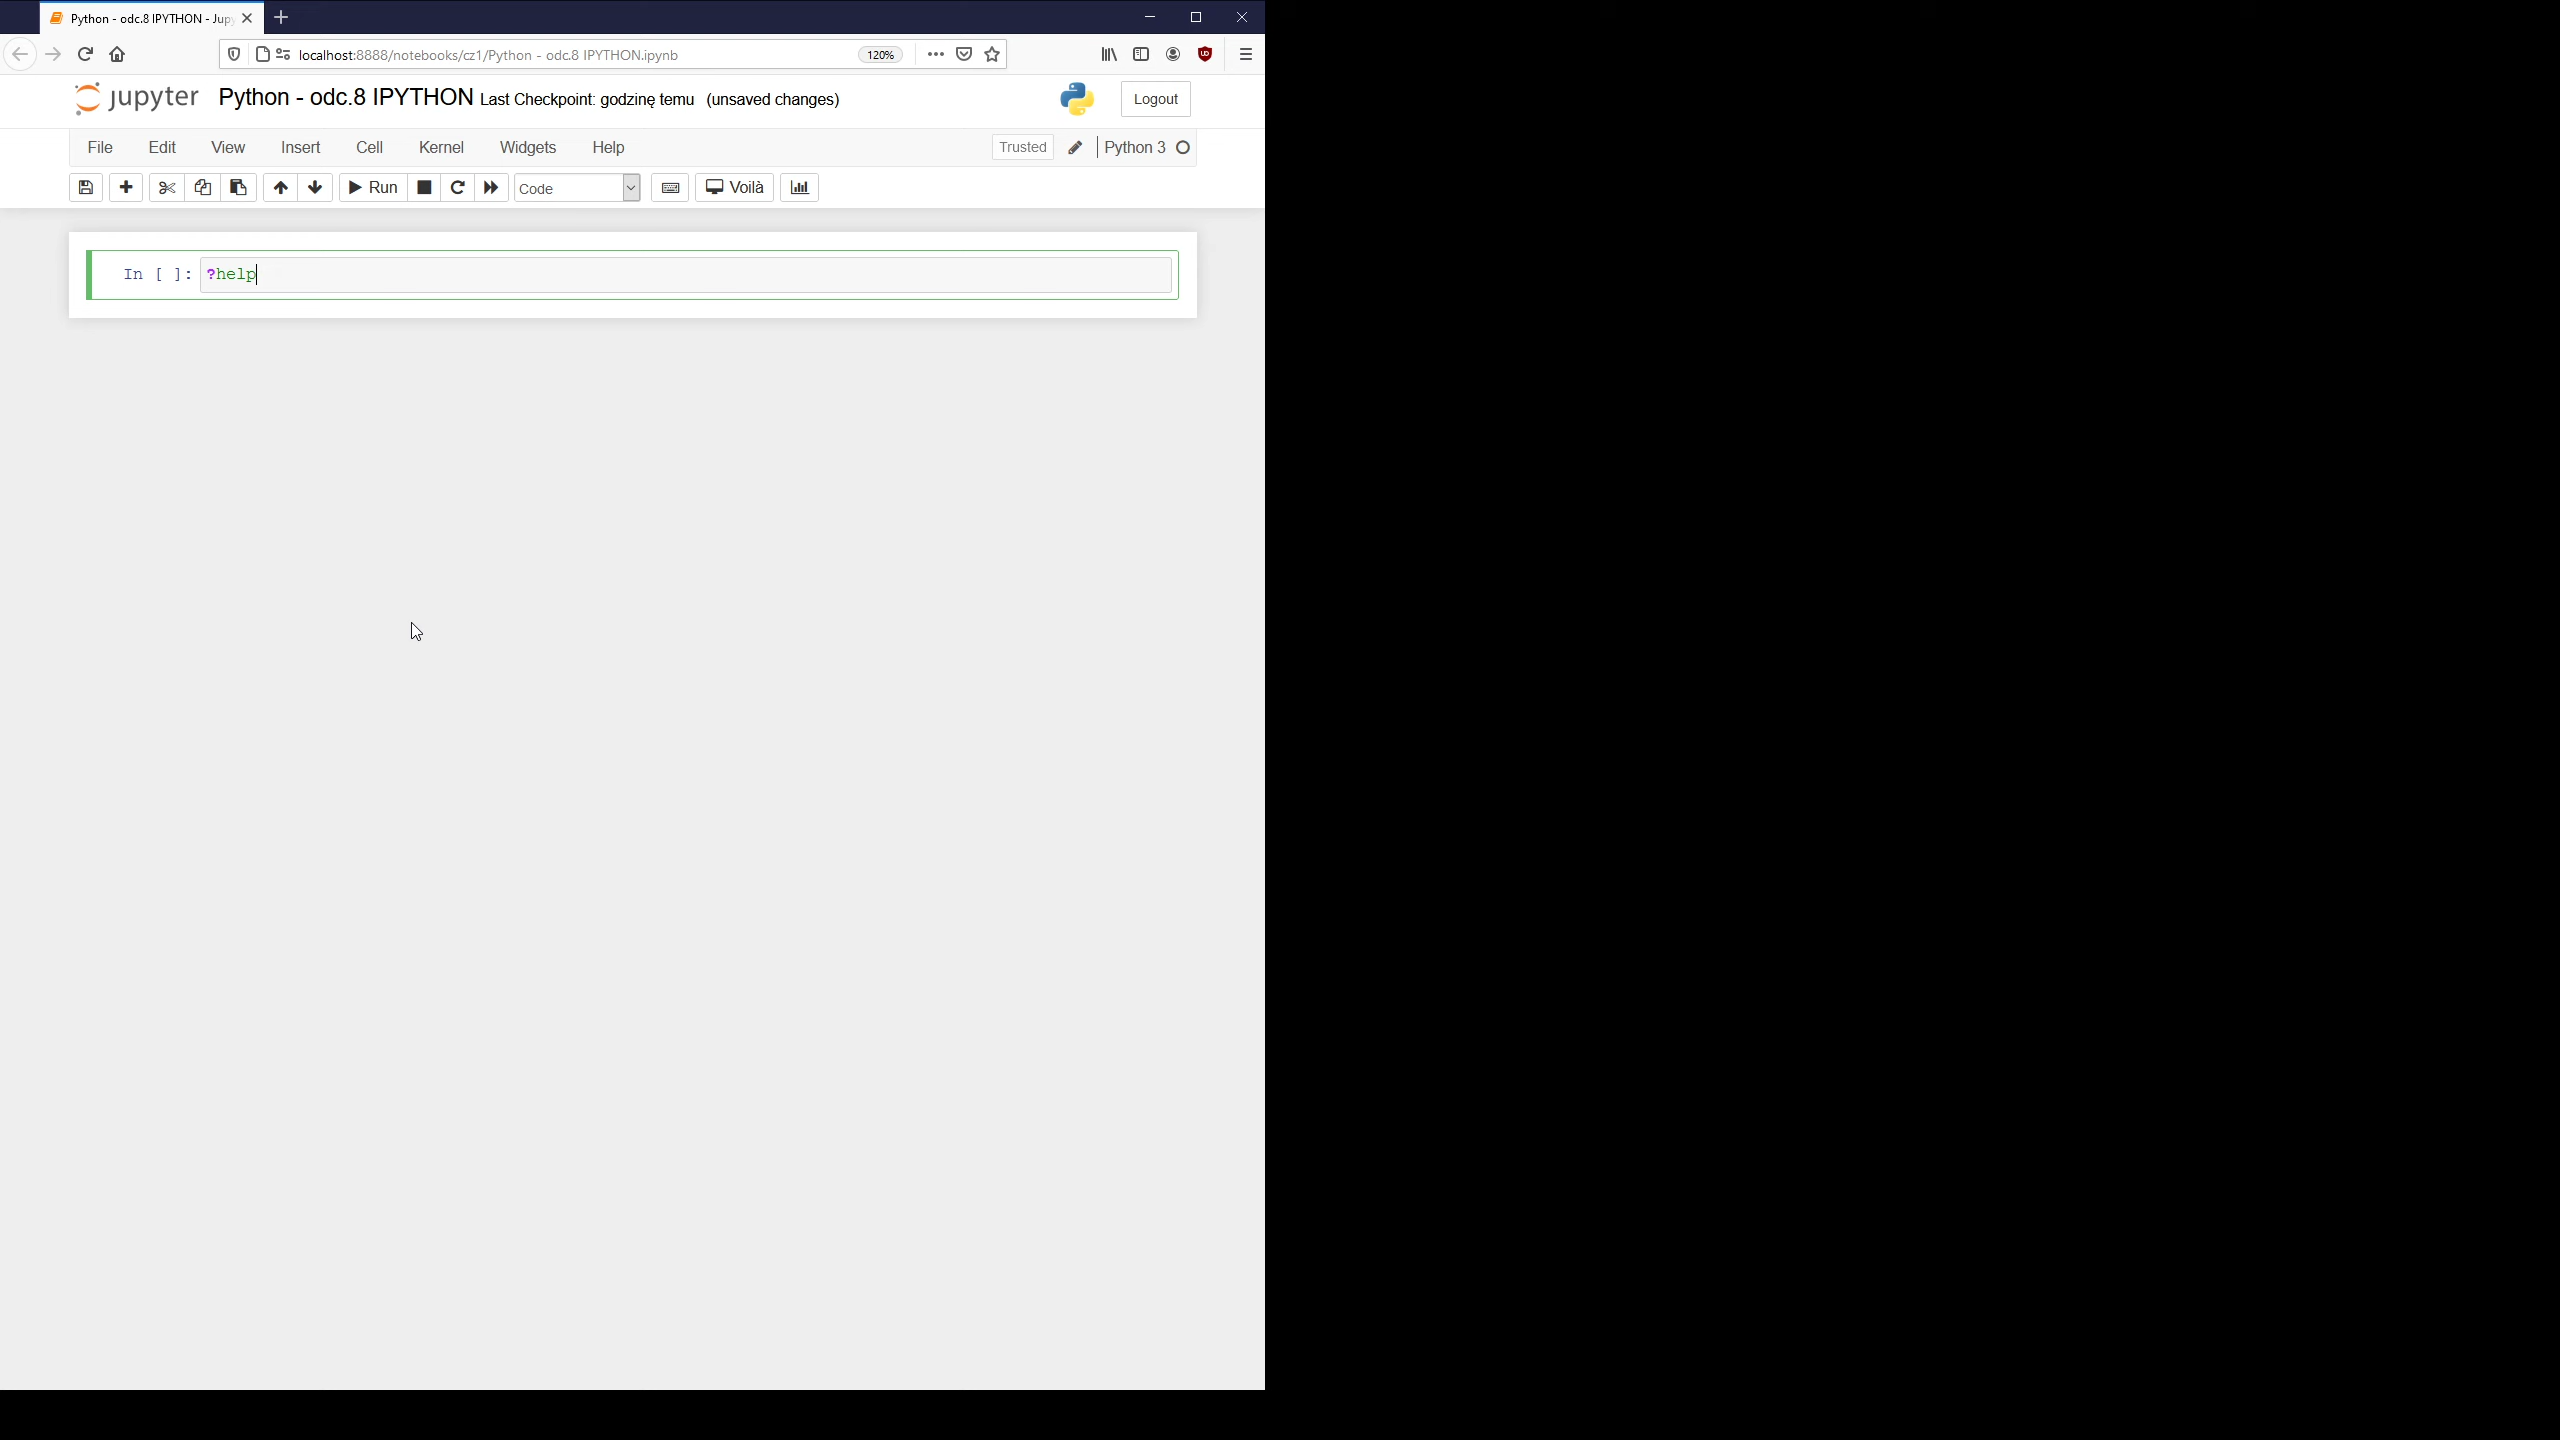 Python - odc.8 IPYTHON - Jupy
localhost:8888/notebooks/cz1/Python - odc.8 IPYTHON.ipynb
120%
jupyter Python - odc.8 IPYTHON Last Checkpoint: godzinę temu (unsaved changes)
Logout
File Edit View Insert Cell Kernel Widgets Help
Trusted Python 3
Run Code Voilà
In [ ]: ?help